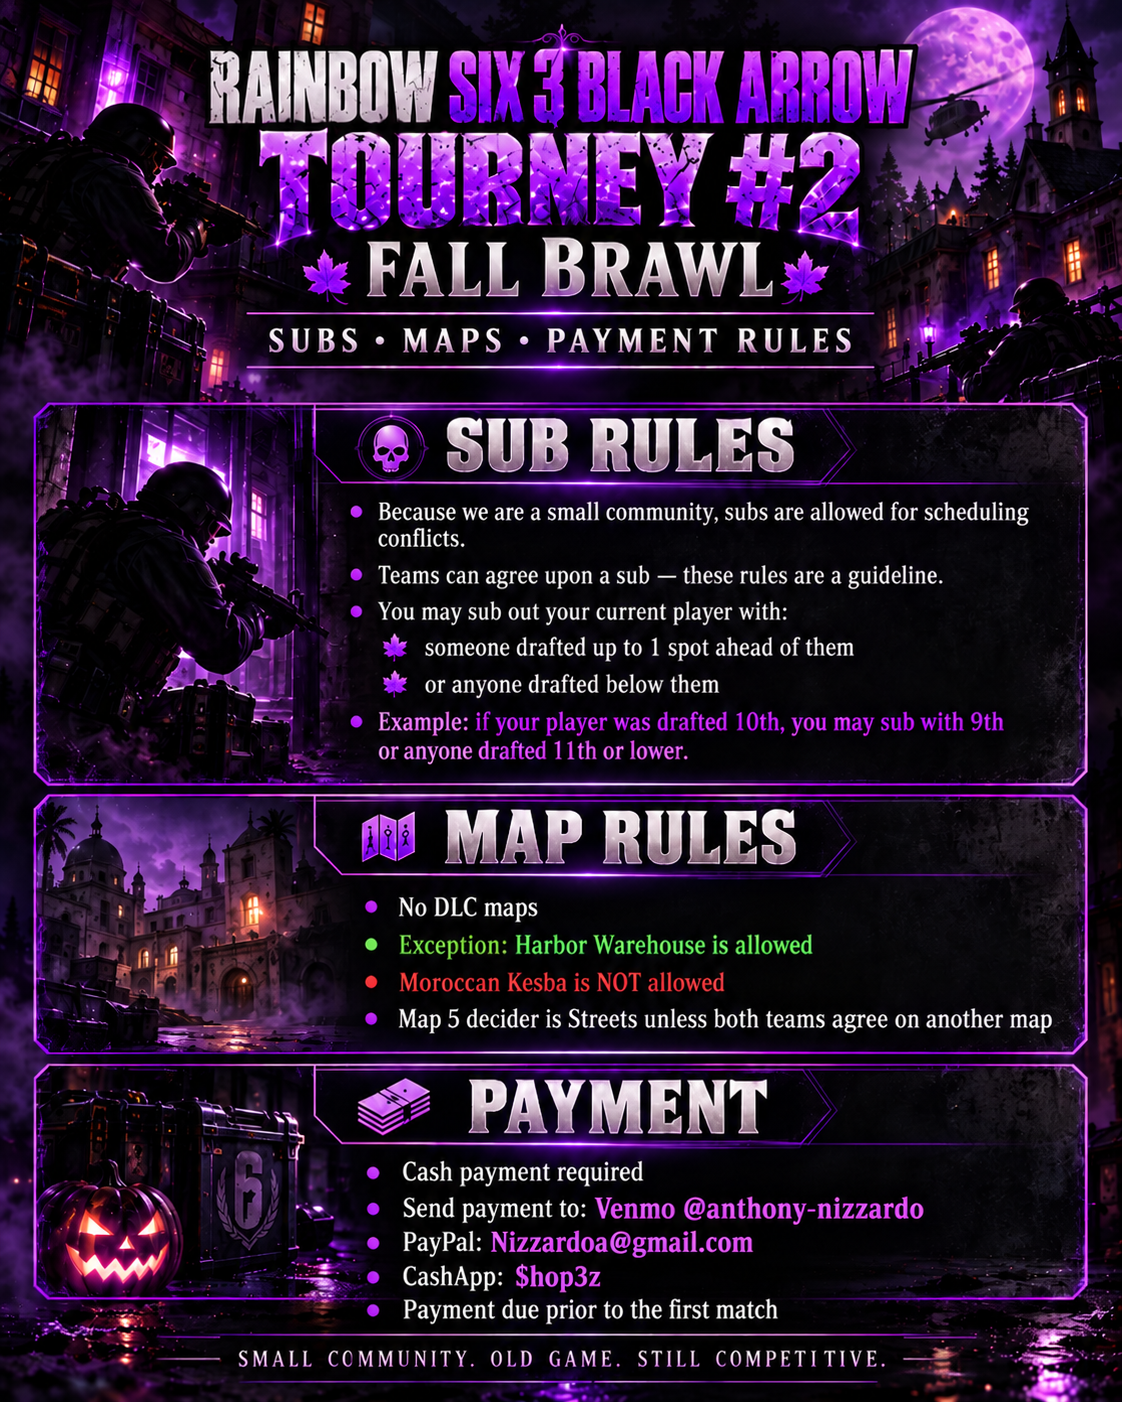 RAINBOW SIX 3 BLACK ARROW
TOURNEY #2
FALL BRAWL
SUBS • MAPS • PAYMENT RULES
SUB RULES
• Because we are a small community, subs are allowed for scheduling
conflicts.
• Teams can agree upon a sub — these rules are a guideline.
• You may sub out your current player with:
someone drafted up to 1 spot ahead of them
or anyone drafted below them
• Example: if your player was drafted 10th, you may sub with 9th
or anyone drafted 11th or lower.
MAP RULES
• No DLC maps
• Exception: Harbor Warehouse is allowed
• Moroccan Kesba is NOT allowed
• Map 5 decider is Streets unless both teams agree on another map
PAYMENT
6
• Cash payment required
• Send payment to: Venmo @anthony-nizzardo
• PayPal: Nizzardoa@gmail.com
• CashApp: $hop3z
• Payment due prior to the first match
SMALL COMMUNITY. OLD GAME. STILL COMPETITIVE.